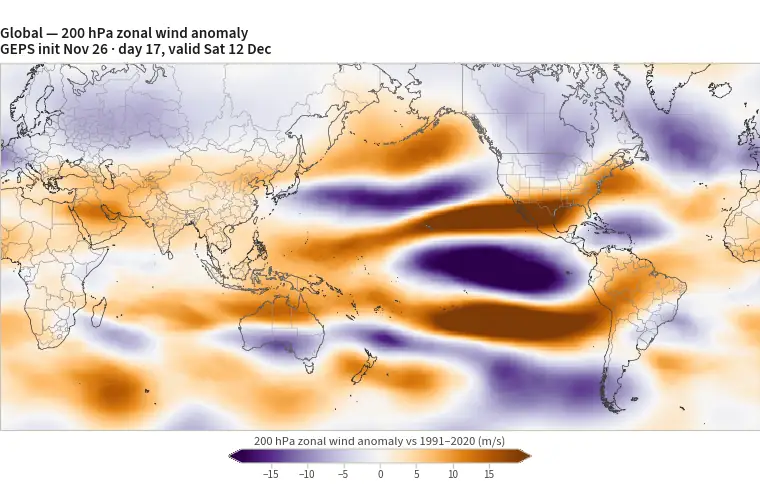 Global — 200 hPa zonal wind anomaly
GEPS init Nov 26 · day 17, valid Sat 12 Dec
200 hPa zonal wind anomaly vs 1991–2020 (m/s)
−15 −10 −5 0 5 10 15